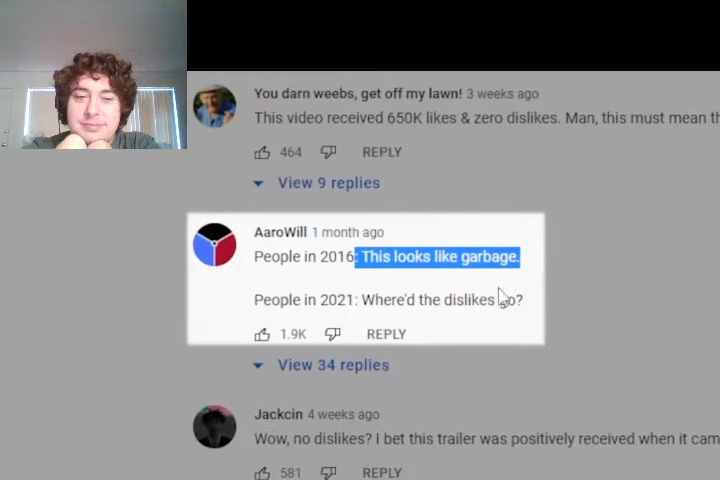 You darn weebs, get off my lawn! 3 weeks ago
This video received 650K likes & zero dislikes. Man, this must mean th
464 REPLY
View 9 replies
AaroWill 1 month ago
People in 2016: This looks like garbage.
People in 2021: Where'd the dislikes go?
1.9K REPLY
View 34 replies
Jackcin 4 weeks ago
Wow, no dislikes? I bet this trailer was positively received when it cam
581 REPLY